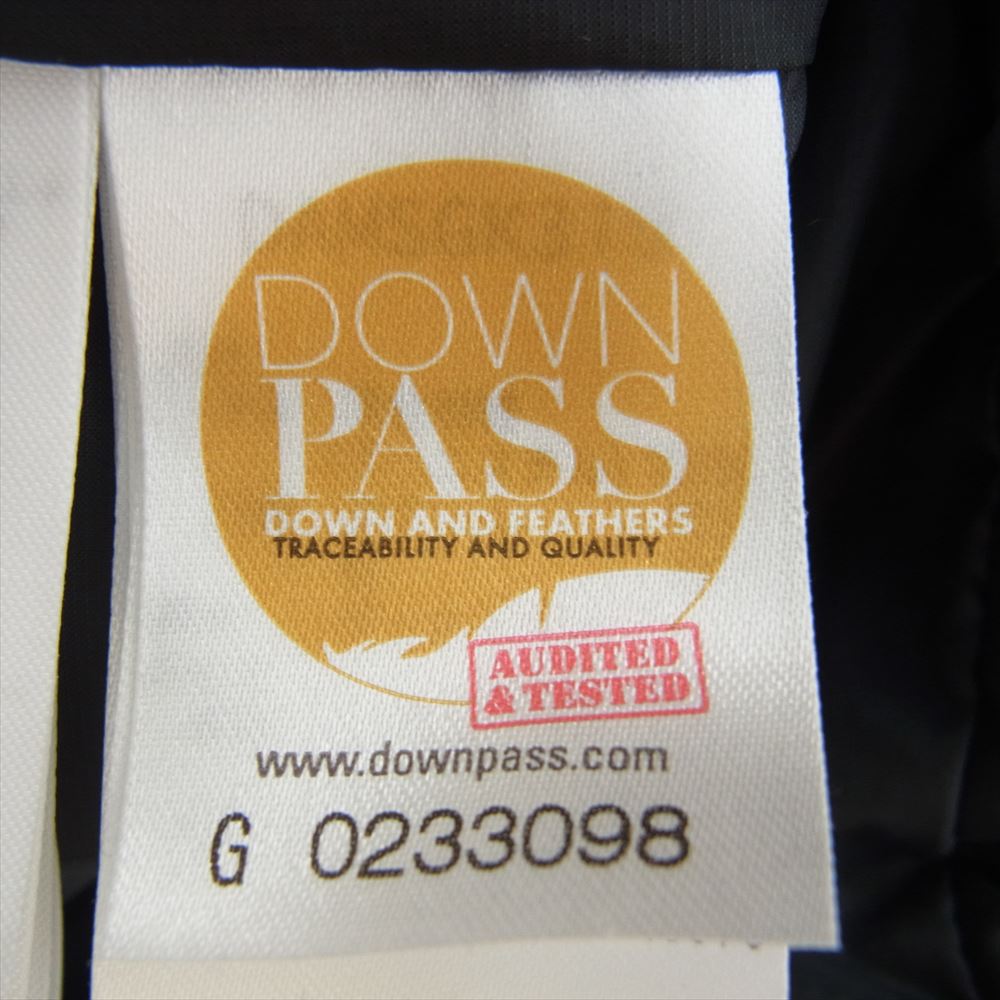 DOWN
PASS
DOWN AND FEATHERS
TRACEABILITY AND QUALITY
AUDITED
& TESTED
www.downpass.com
G 0233098